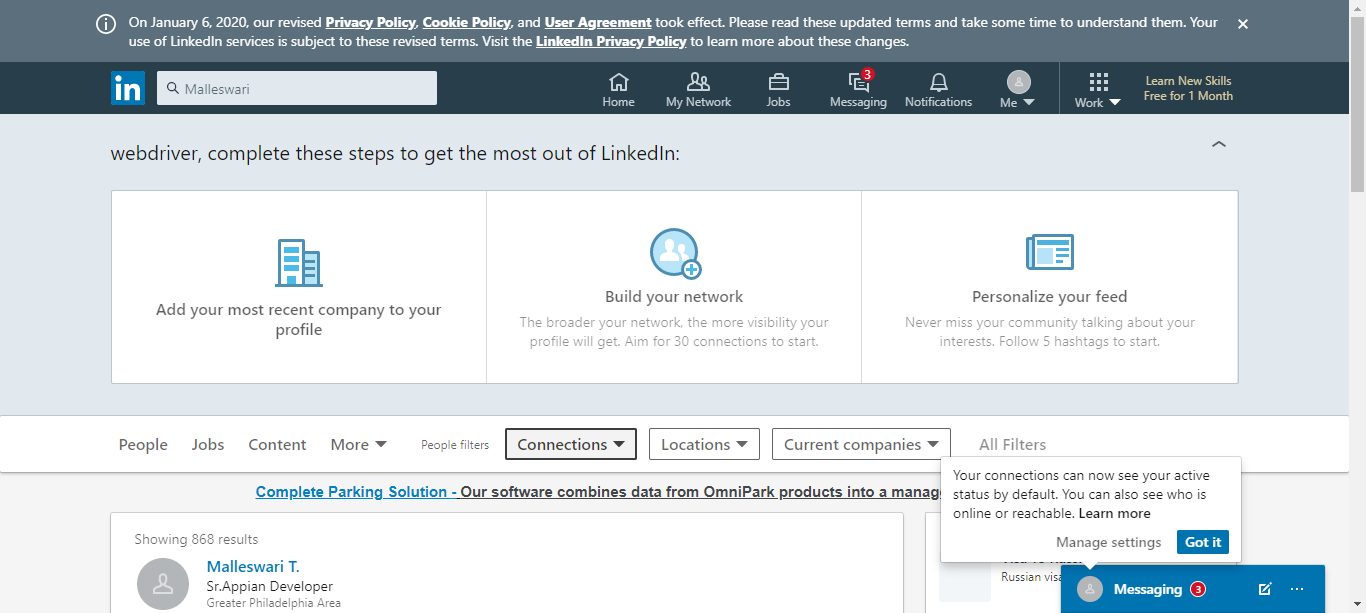 On January 6, 2020, our revised Privacy Policy, Cookie Policy, and User Agreement took effect. Please read these updated terms and take some time to understand them. Your
use of LinkedIn services is subject to these revised terms. Visit the LinkedIn Privacy Policy to learn more about these changes.
in
Malleswari
Home
My Network
Jobs
3
Messaging
Notifications
Me
Work
Learn New Skills
Free for 1 Month
webdriver, complete these steps to get the most out of LinkedIn:
Add your most recent company to your
profile
Build your network
The broader your network, the more visibility your
profile will get. Aim for 30 connections to start.
Personalize your feed
Never miss your community talking about your
interests. Follow 5 hashtags to start.
People
Jobs
Content
More
People filters
Connections
Locations
Current companies
All Filters
Complete Parking Solution - Our software combines data from OmniPark products into a
Your connections can now see your active
status by default. You can also see who is
online or reachable. Learn more
Manage settings
Got it
Showing 868 results
Malleswari T.
Sr.Appian Developer
Greater Philadelphia Area
Russian
Messaging 3